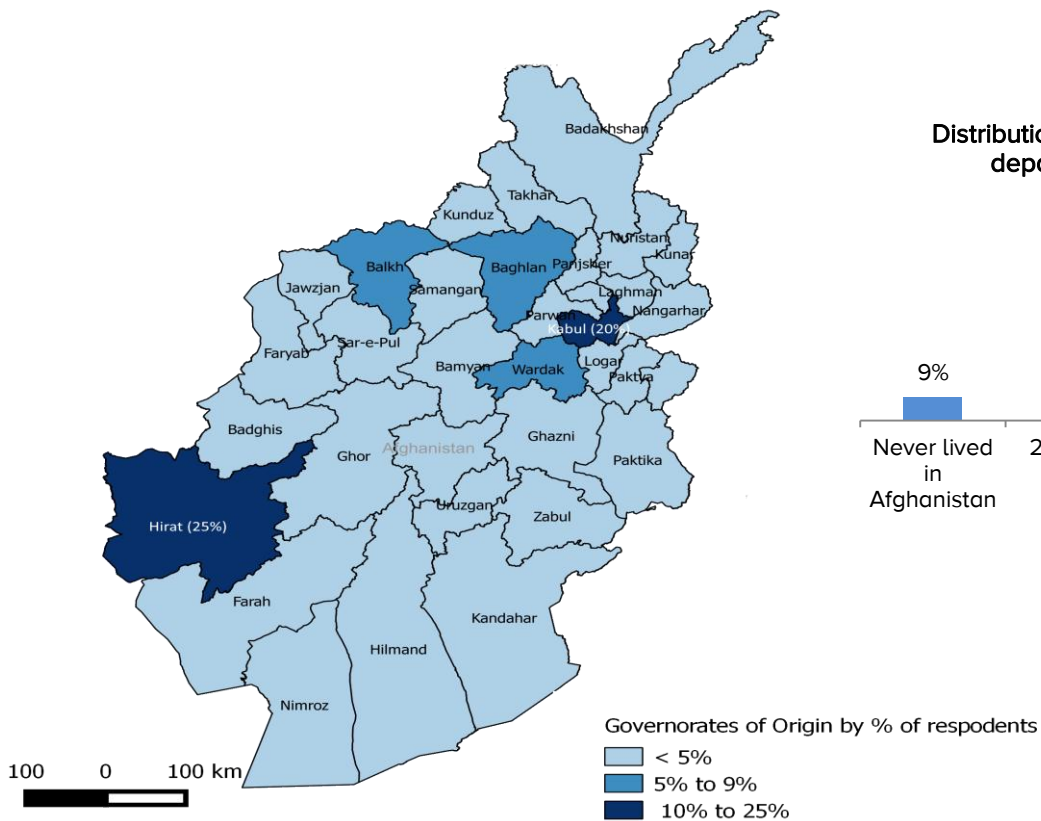 Badakhshan
Distributio
depo
Takhar
Kunduz
Nuristan
Kunar
Balkh
Baghlan
Panjsher
Jawzjan
Samangan
Laghman
Nangarhar
Parwan
Kabul (20%)
Sar-e-Pul
Faryab
Bamyan
Wardak
Logar
Paktya
9%
Badghis
Ghazni
Never lived
in
Afghanistan
2
Ghor
Afghanistan
Paktika
Uruzgan
Zabul
Hirat (25%)
Farah
Kandahar
Hilmand
Nimroz
Governorates of Origin by % of respodents
< 5%
5% to 9%
10% to 25%
100 0 100 km